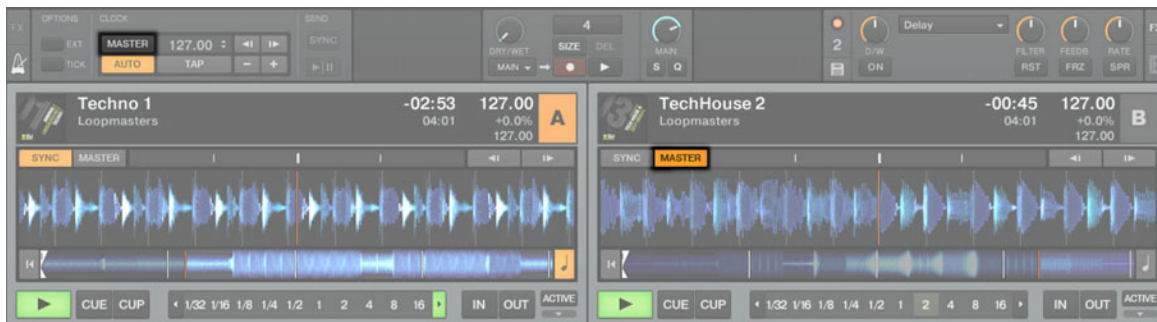 FX OPTIONS CLOCK SEND
EXT MASTER 127.00 SYNC
TICK AUTO TAP - +
4
DRY/WET SIZE DEL MAIN
MAIN S Q
2 D/W Delay FILTER FEEDB RATE
ON RST FRZ SPR
Techno 1 -02:53 127.00 A
Loopmasters 04:01 +0.0%
127.00
SYNC MASTER
CUE CUP 1/32 1/16 1/8 1/4 1/2 1 2 4 8 16 IN OUT ACTIVE
TechHouse 2 -00:45 127.00 B
Loopmasters 04:01 +0.0%
127.00
SYNC MASTER
CUE CUP 1/32 1/16 1/8 1/4 1/2 1 2 4 8 16 IN OUT ACTIVE